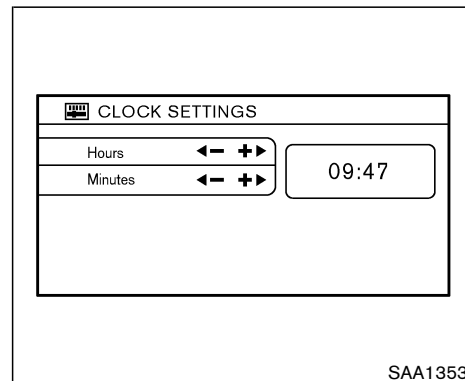 CLOCK SETTINGS
Hours ◀− +▶
Minutes ◀− +▶
09:47
SAA1353